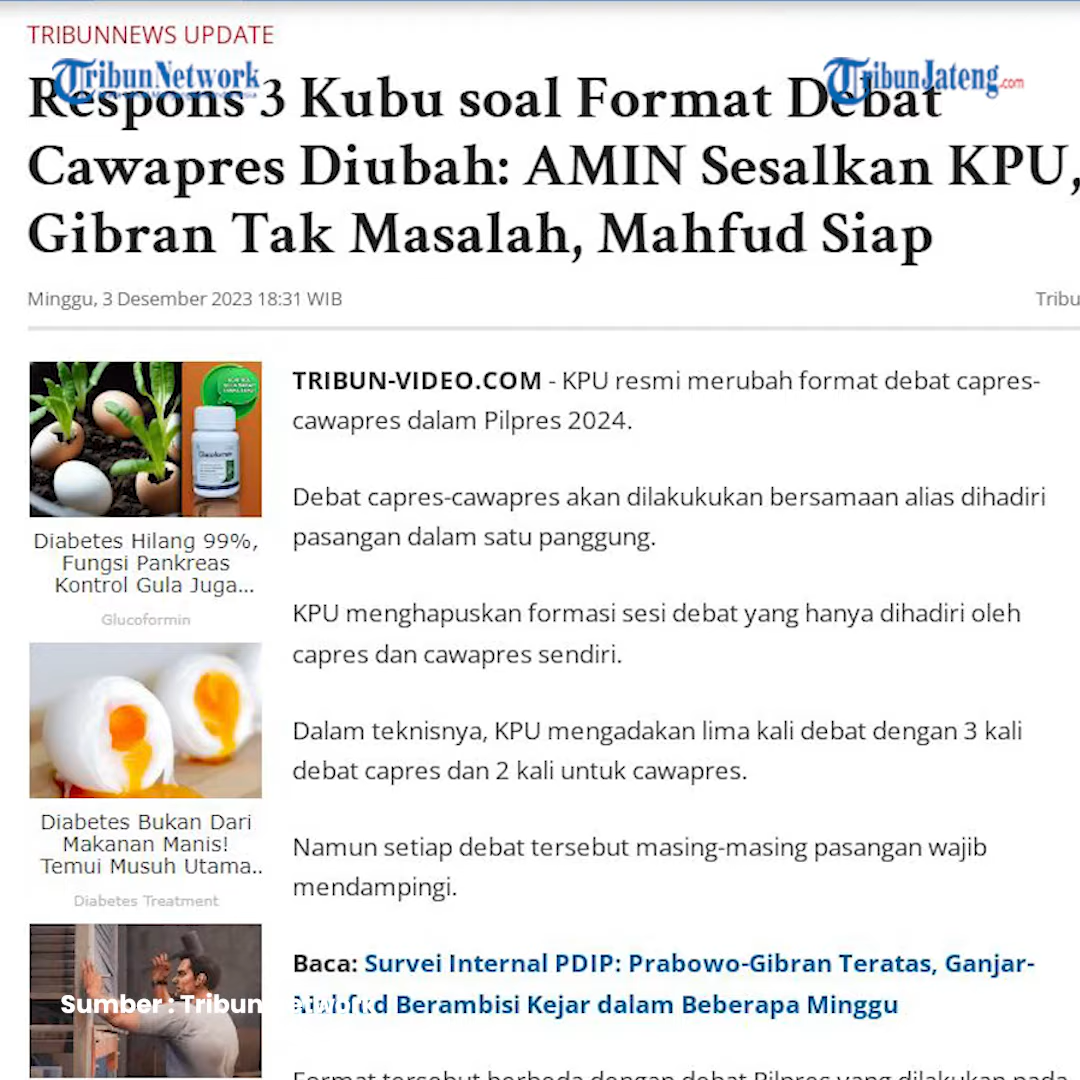 TRIBUNNEWS UPDATE
TribunNetwork
TribunJateng.com
Respons 3 Kubu soal Format Debat
Cawapres Diubah: AMIN Sesalkan KPU,
Gibran Tak Masalah, Mahfud Siap
Minggu, 3 Desember 2023 18:31 WIB
Tribu
TRIBUN-VIDEO.COM - KPU resmi merubah format debat capres-
cawapres dalam Pilpres 2024.
Debat capres-cawapres akan dilakukukan bersamaan alias dihadiri
pasangan dalam satu panggung.
KPU menghapuskan formasi sesi debat yang hanya dihadiri oleh
capres dan cawapres sendiri.
Dalam teknisnya, KPU mengadakan lima kali debat dengan 3 kali
debat capres dan 2 kali untuk cawapres.
Namun setiap debat tersebut masing-masing pasangan wajib
mendampingi.
Baca: Survei Internal PDIP: Prabowo-Gibran Teratas, Ganjar-
Mahfud Berambisi Kejar dalam Beberapa Minggu
Format tersebut berbeda dengan debat Pilpres yang dilakukan pada
Diabetes Hilang 99%,
Fungsi Pankreas
Kontrol Gula Juga...
Glucoformin
Diabetes Bukan Dari
Makanan Manis!
Temui Musuh Utama..
Diabetes Treatment
Sumber : Tribun Network